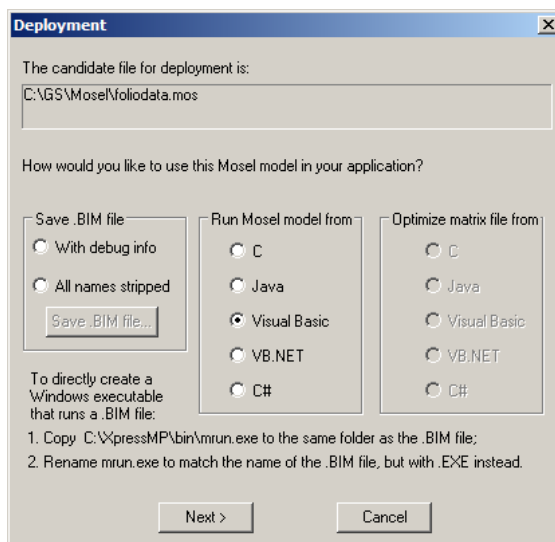 Deployment
The candidate file for deployment is:
C:\GS\Mosel\foliodata.mos
How would you like to use this Mosel model in your application?
Save .BIM file
With debug info
All names stripped
Save .BIM file...
Run Mosel model from
C
Java
Visual Basic
VB.NET
C#
Optimize matrix file from
C
Java
Visual Basic
VB.NET
C#
To directly create a
Windows executable
that runs a .BIM file:
1. Copy C:\XpressMP\bin\mrun.exe to the same folder as the .BIM file;
2. Rename mrun.exe to match the name of the .BIM file, but with .EXE instead.
Next >
Cancel